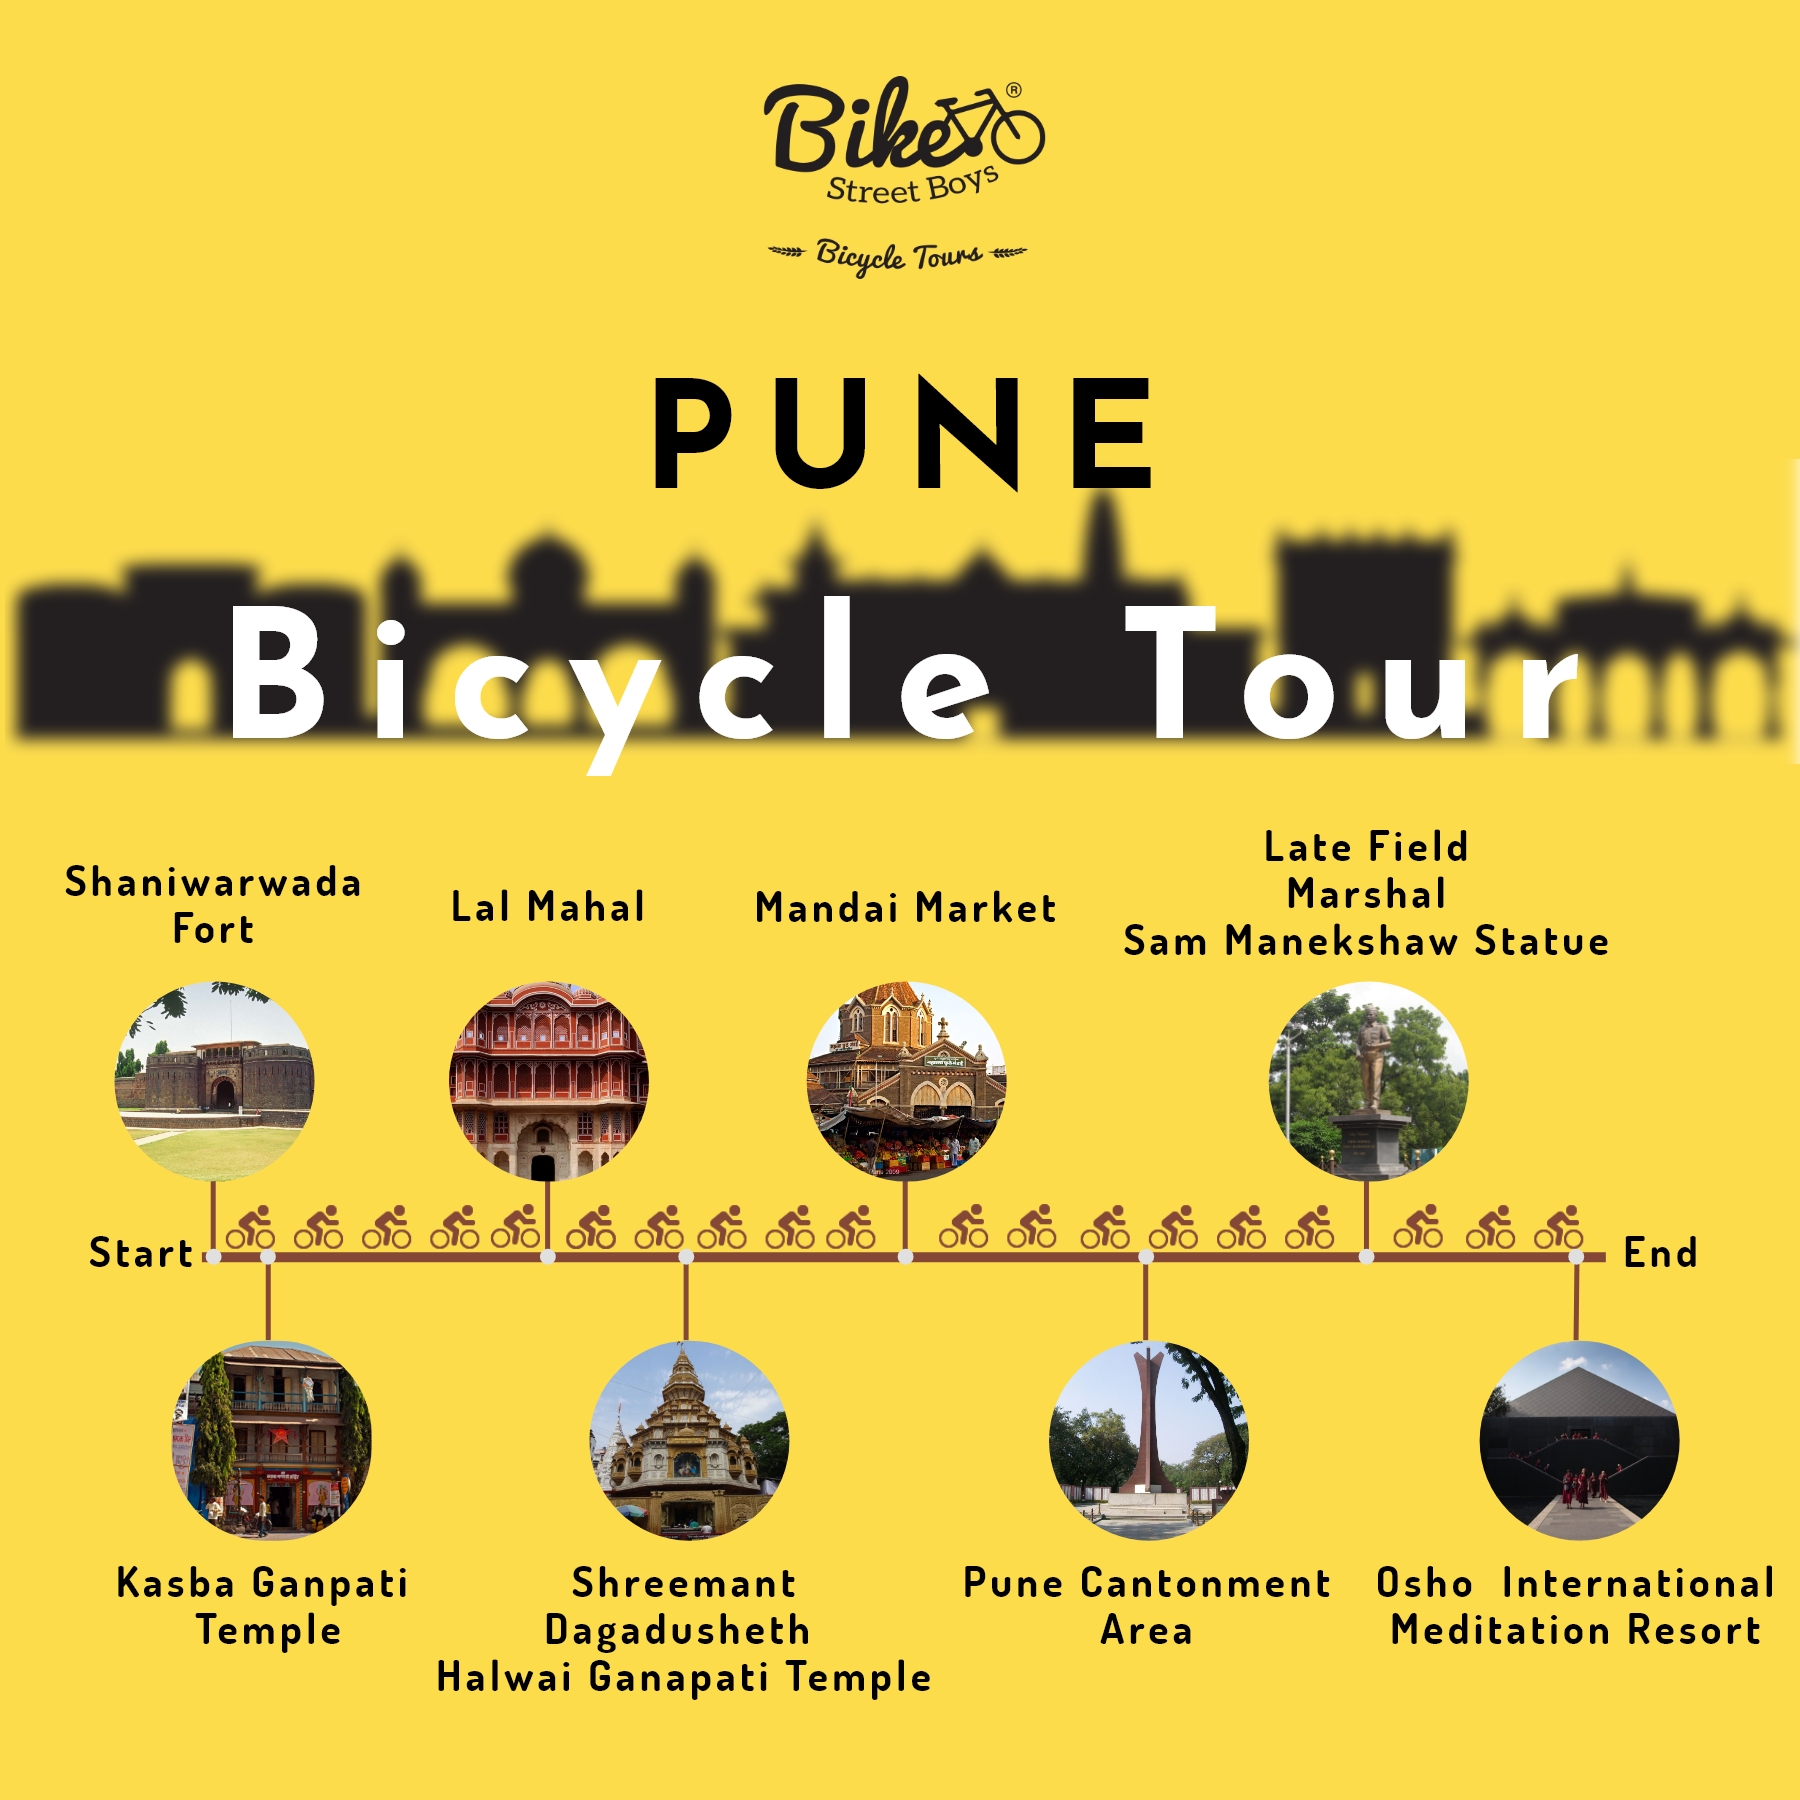 Bike ®
Street Boys
Bicycle Tours
PUNE
Bicycle Tour
Shaniwarwada
Fort
Lal Mahal
Mandai Market
Late Field
Marshal
Sam Manekshaw Statue
Start
End
Kasba Ganpati
Temple
Shreemant
Dagadusheth
Halwai Ganapati Temple
Pune Cantonment
Area
Osho International
Meditation Resort